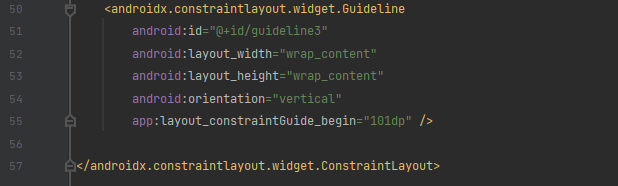 50 <androidx.constraintlayout.widget.Guideline
51 android:id="@+id/guideline3"
52 android:layout_width="wrap_content"
53 android:layout_height="wrap_content"
54 android:orientation="vertical"
55 app:layout_constraintGuide_begin="101dp" />
56
57 </androidx.constraintlayout.widget.ConstraintLayout>